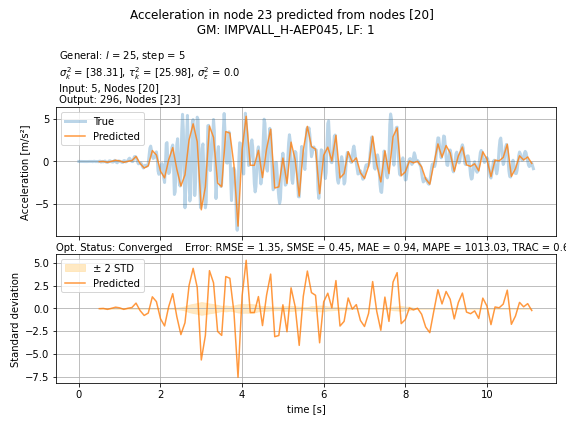 Acceleration in node 23 predicted from nodes [20]
GM: IMPVALL_H-AEP045, LF: 1
General: l = 25, step = 5
σ²ₖ = [38.31], τ²ₖ = [25.98], σ²ε = 0.0
Input: 5, Nodes [20]
Output: 296, Nodes [23]
True
Predicted
Acceleration [m/s²]
5
0
−5
Opt. Status: Converged    Error: RMSE = 1.35, SMSE = 0.45, MAE = 0.94, MAPE = 1013.03, TRAC = 0.6
± 2 STD
Predicted
Standard deviation
5.0
2.5
0.0
−2.5
−5.0
−7.5
0 2 4 6 8 10
time [s]